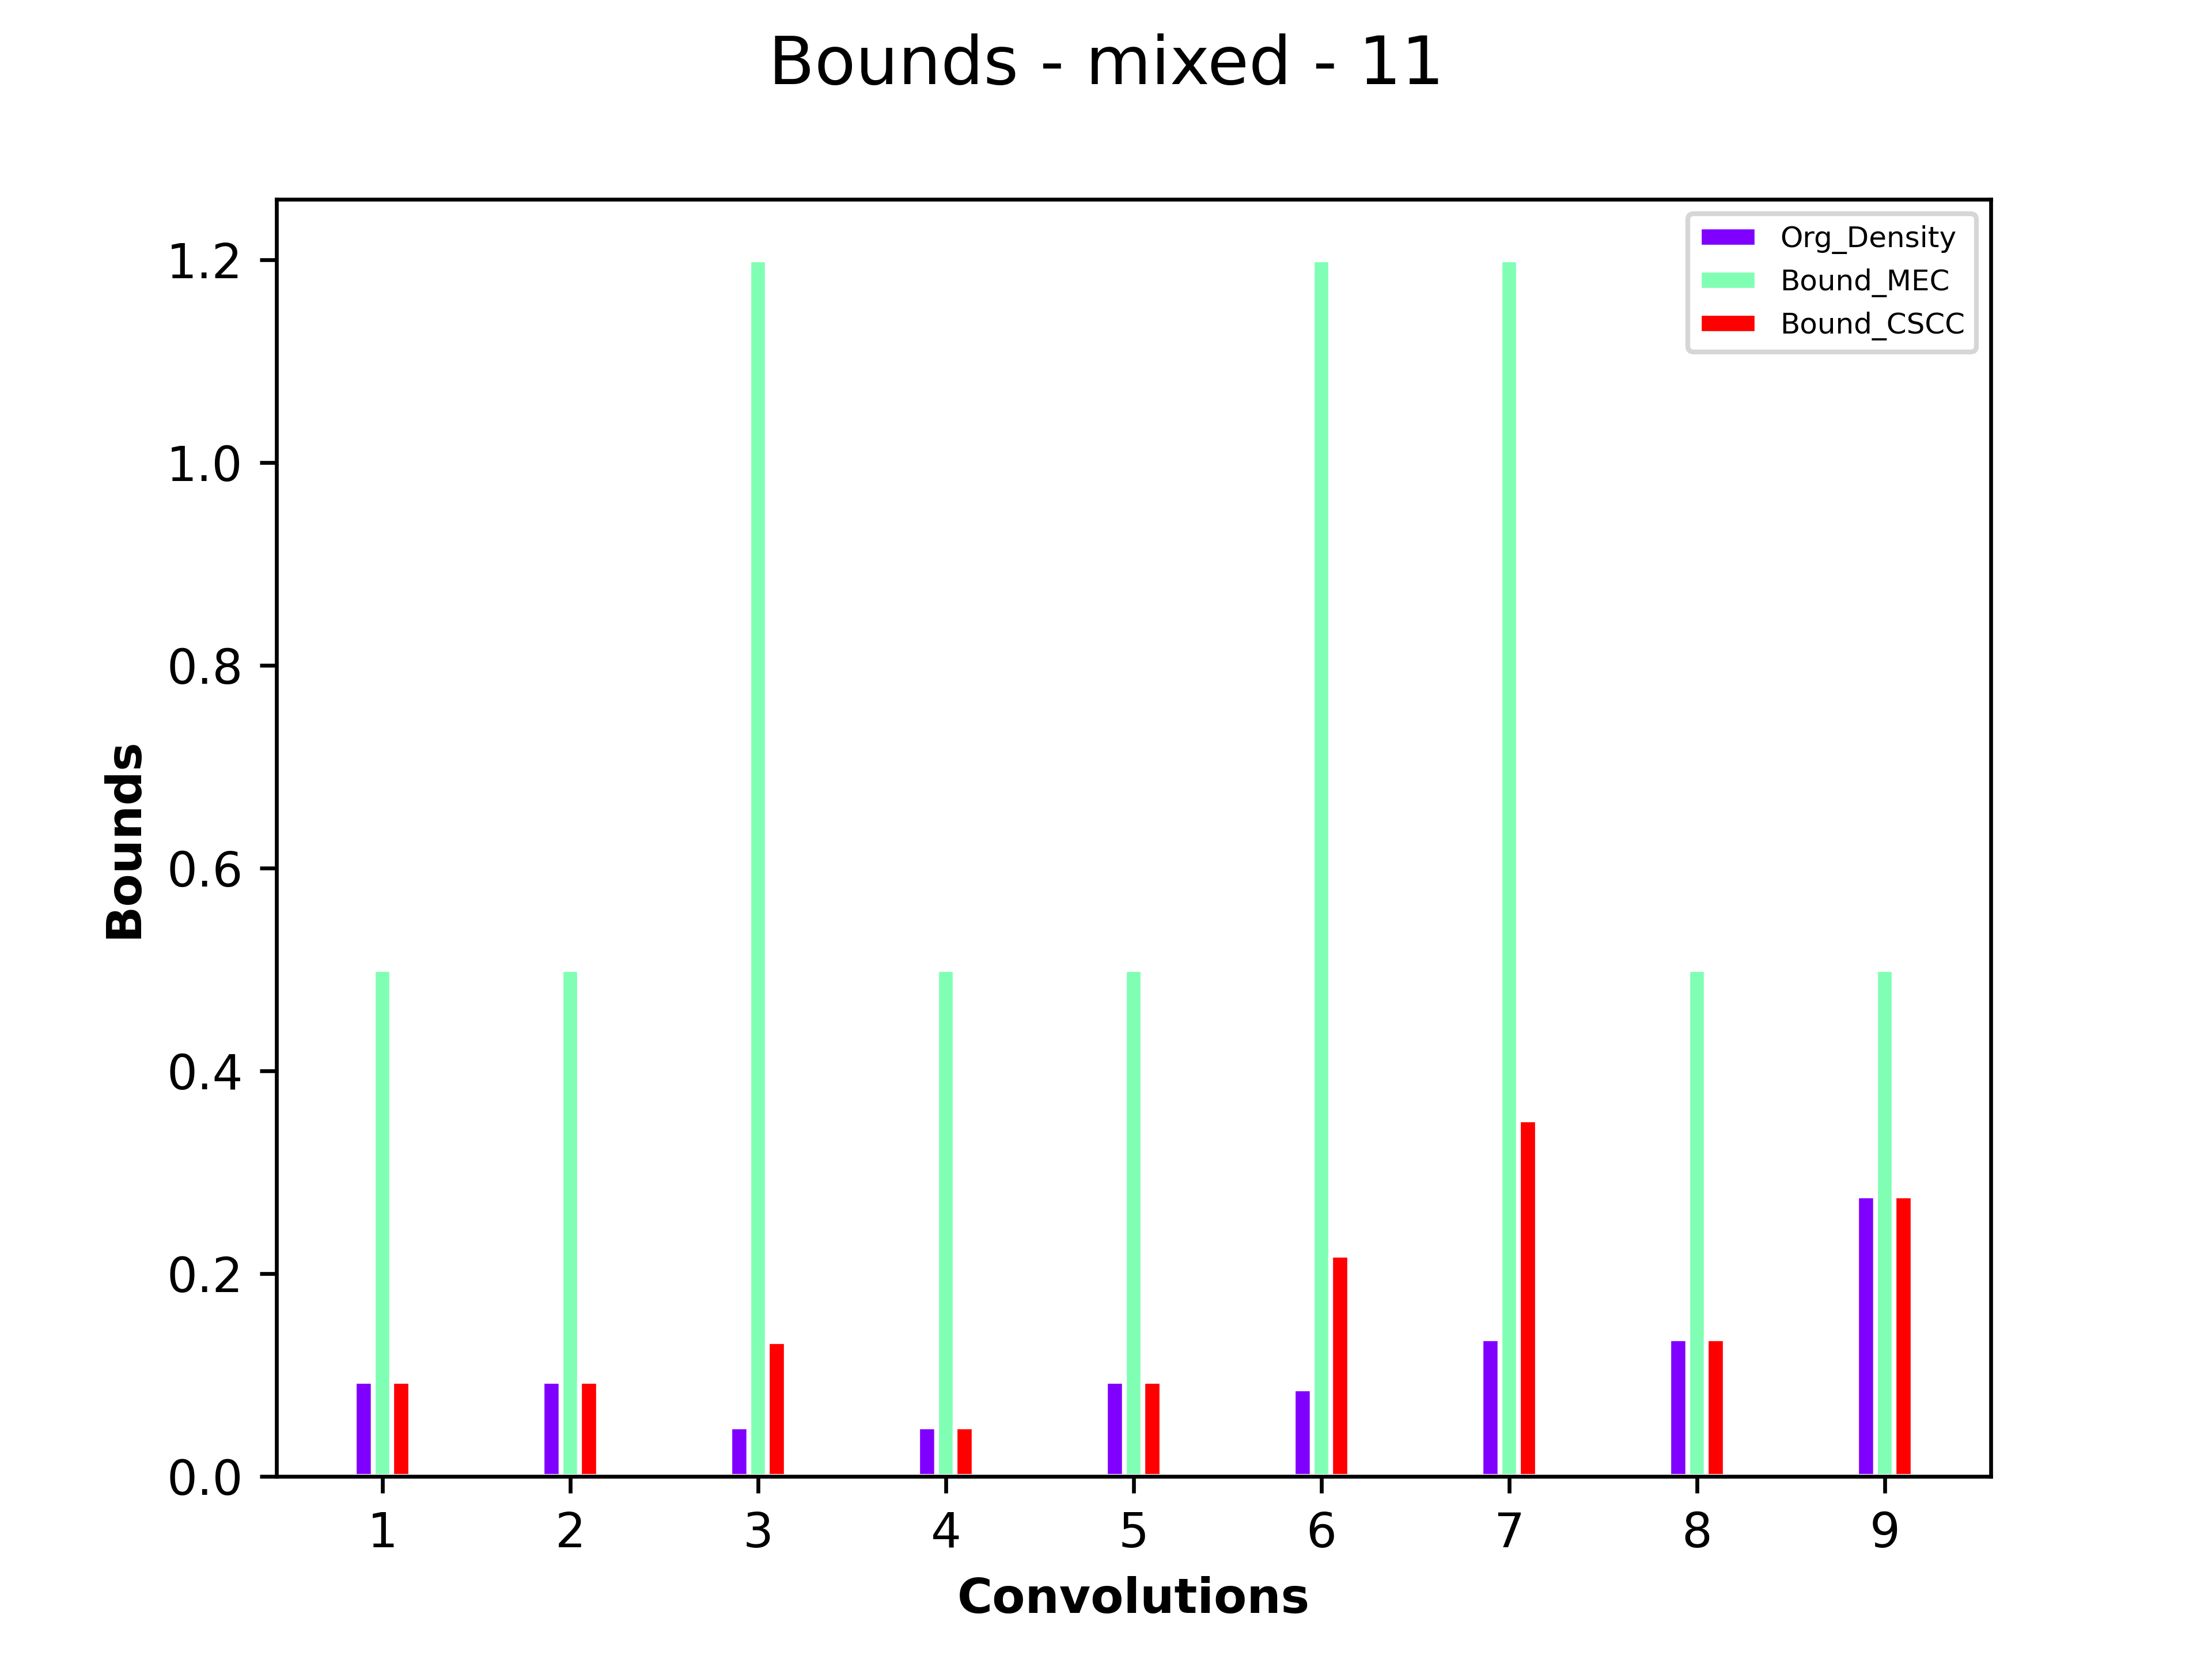 Bounds - mixed - 11
Org_Density
Bound_MEC
Bound_CSCC
1.2
1.0
0.8
0.6
0.4
0.2
0.0
Bounds
1 2 3 4 5 6 7 8 9
Convolutions